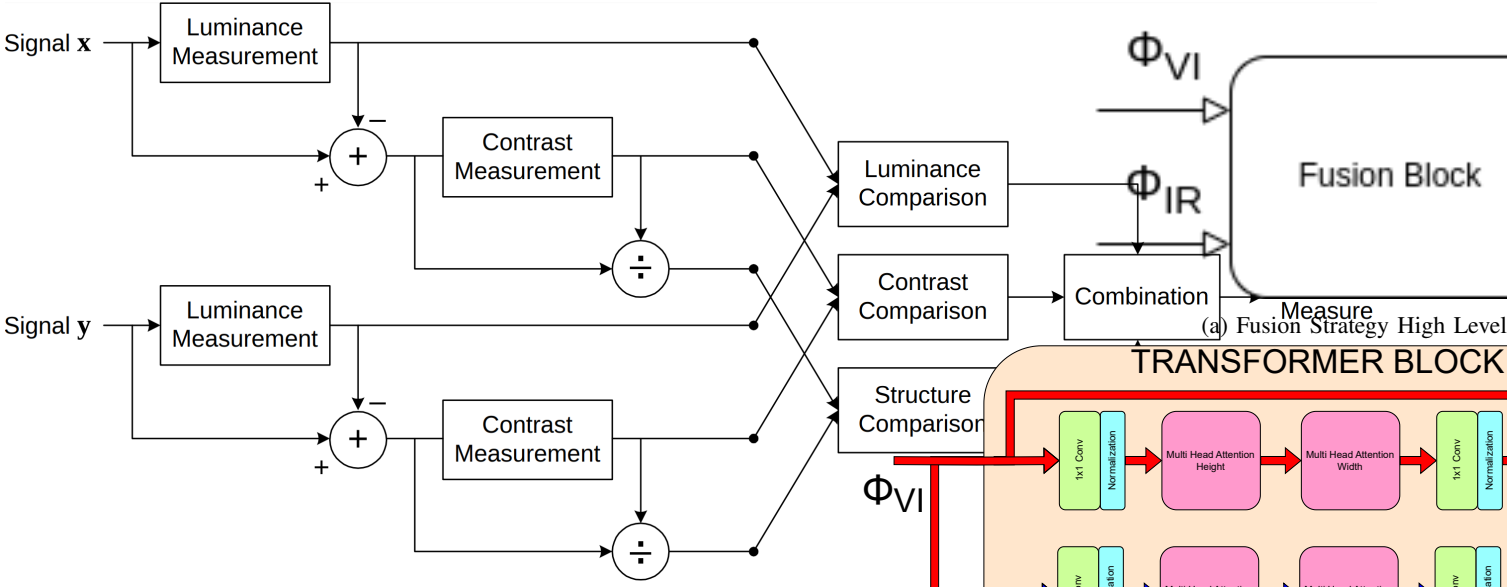 Signal x
Luminance
Measurement
−
+
+
Contrast
Measurement
÷
Signal y
Luminance
Measurement
−
+
+
Contrast
Measurement
÷
Luminance
Comparison
Contrast
Comparison
Structure
Comparison
Combination
Measure
ΦVI
ΦIR
Fusion Block
(a) Fusion Strategy High Level
TRANSFORMER BLOCK
ΦVI
1x1 Conv
Normalization
Multi Head Attention
Height
Multi Head Attention
Width
1x1 Conv
Normalization